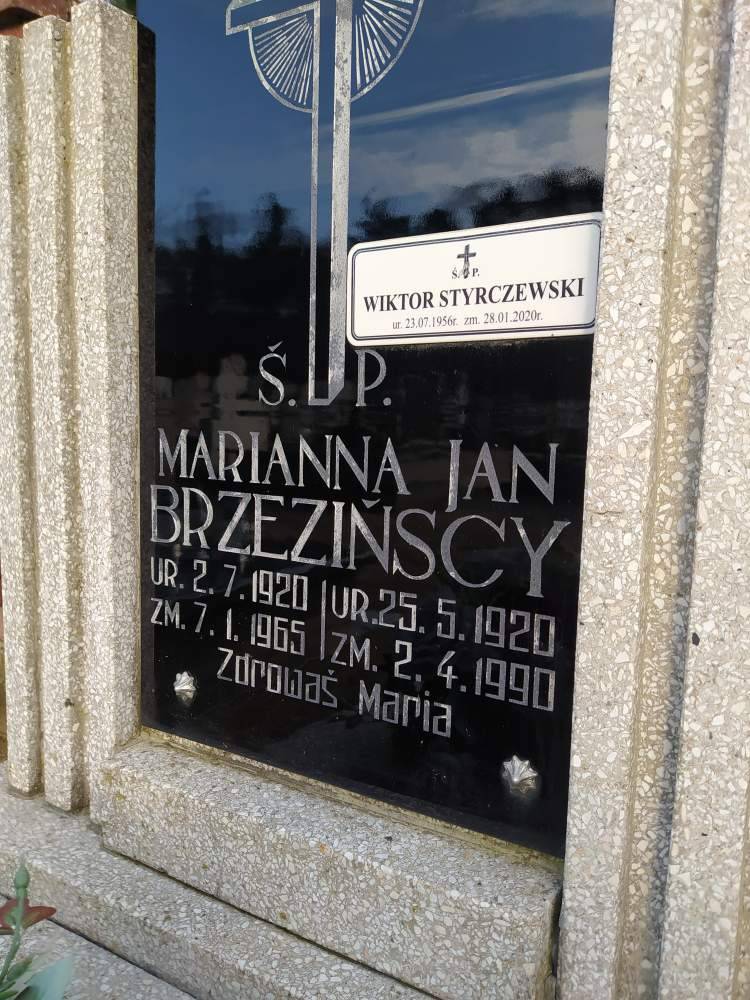 Ś. P.
WIKTOR STYRCZEWSKI
ur. 23.07.1956r. zm. 28.01.2020r.
Ś. P.
MARIANNA JAN
BRZEZIŃSCY
UR. 2. 7. 1920 UR. 25. 5. 1920
ZM. 7. 1. 1965 ZM. 2. 4. 1990
Zdrowaš Maria